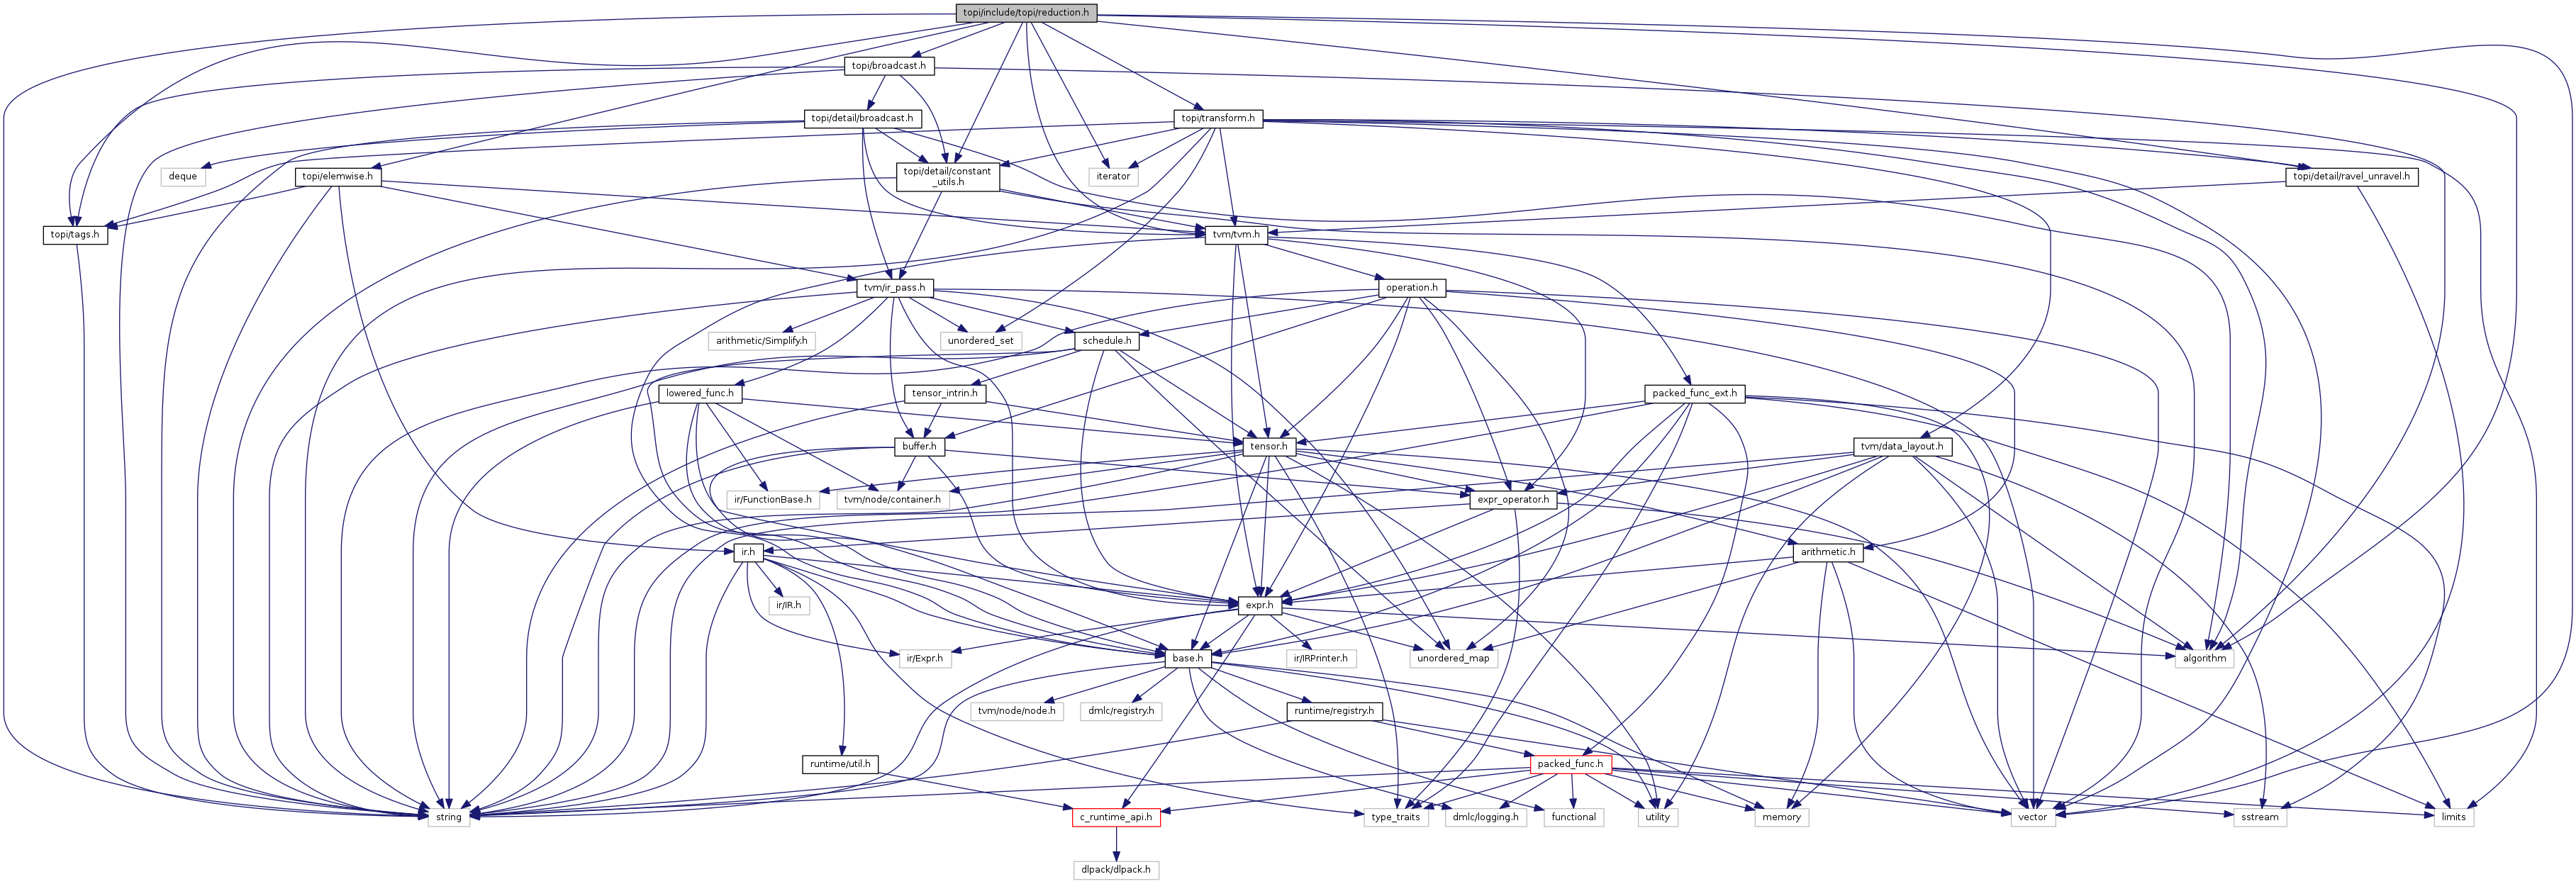 topi/include/topi/reduction.h
topi/broadcast.h
topi/detail/broadcast.h
topi/transform.h
deque
topi/elemwise.h
topi/detail/constant
_utils.h
iterator
topi/detail/ravel_unravel.h
topi/tags.h
tvm/tvm.h
tvm/ir_pass.h
operation.h
arithmetic/Simplify.h
unordered_set
schedule.h
lowered_func.h
tensor_intrin.h
packed_func_ext.h
buffer.h
tensor.h
tvm/data_layout.h
ir/FunctionBase.h
tvm/node/container.h
expr_operator.h
ir.h
arithmetic.h
ir/IR.h
expr.h
ir/Expr.h
base.h
ir/IRPrinter.h
unordered_map
algorithm
tvm/node/node.h
dmlc/registry.h
runtime/registry.h
runtime/util.h
packed_func.h
string
c_runtime_api.h
type_traits
dmlc/logging.h
functional
utility
memory
vector
sstream
limits
dlpack/dlpack.h